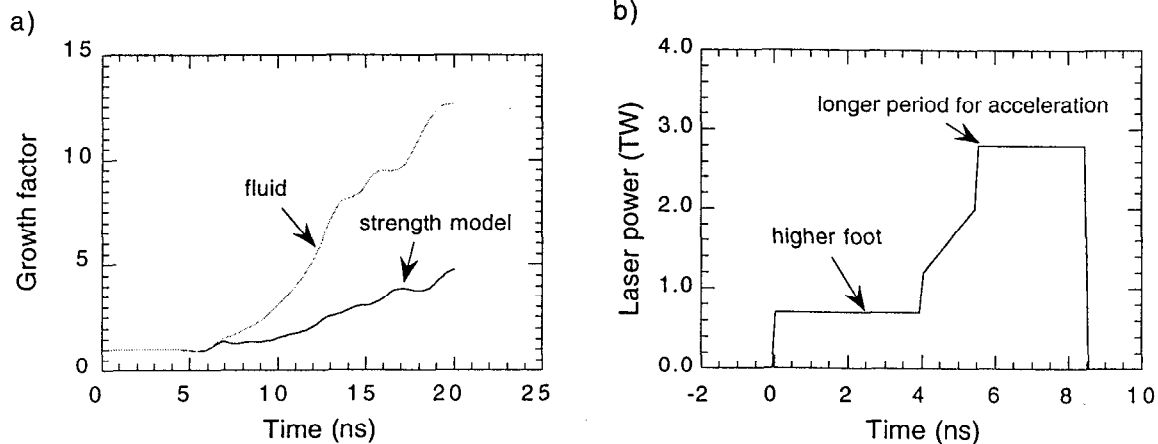 a)
15
10
5
0
Growth factor
fluid
strength model
0 5 10 15 20 25
Time (ns)
b)
4.0
3.0
2.0
1.0
0.0
Laser power (TW)
longer period for acceleration
higher foot
-2 0 2 4 6 8 10
Time (ns)